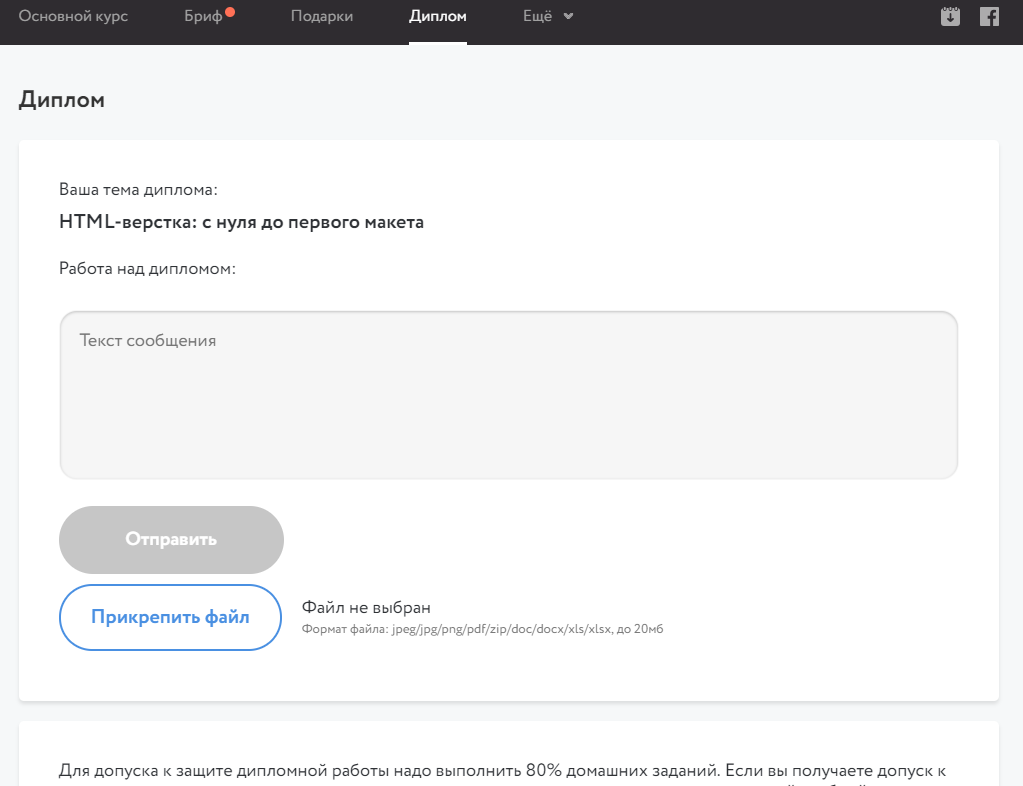 Основной курс
Бриф
Подарки
Диплом
Ещё
Диплом
Ваша тема диплома:
HTML-верстка: с нуля до первого макета
Работа над дипломом:
Текст сообщения
Отправить
Прикрепить файл
Файл не выбран
Формат файла: jpeg/jpg/png/pdf/zip/doc/docx/xls/xlsx, до 20мб
Для допуска к защите дипломной работы надо выполнить 80% домашних заданий. Если вы получаете допуск к